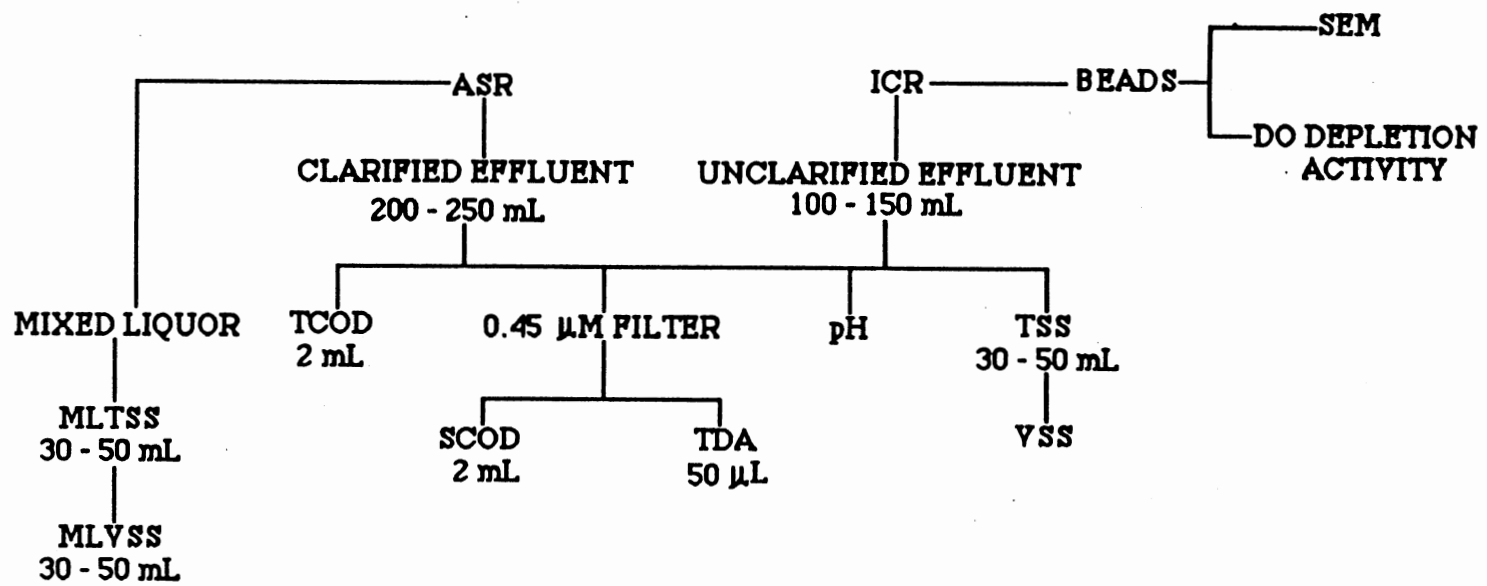 SEM
ASR
ICR
BEADS
DO DEPLETION
ACTIVITY
CLARIFIED EFFLUENT
200 - 250 mL
UNCLARIFIED EFFLUENT
100 - 150 mL
MIXED LIQUOR
TCOD
2 mL
0.45 µM FILTER
pH
TSS
30 - 50 mL
MLTSS
30 - 50 mL
SCOD
2 mL
TDA
50 µL
VSS
MLVSS
30 - 50 mL